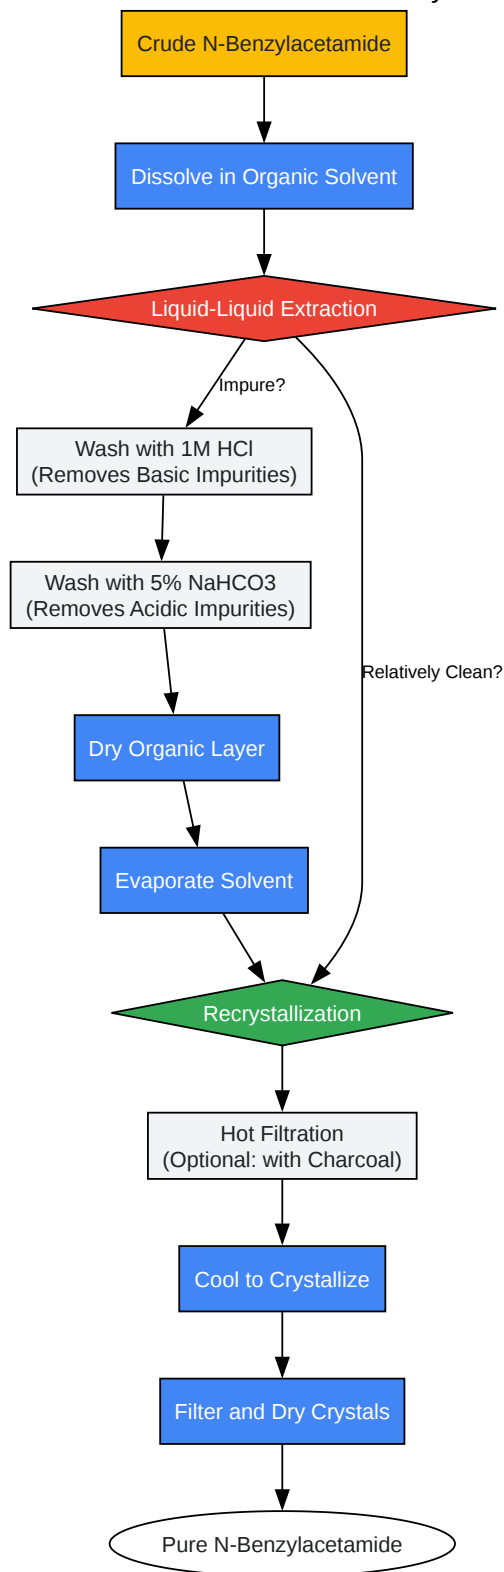 Crude N-Benzylacetamide
Dissolve in Organic Solvent
Liquid-Liquid Extraction
Impure?
Wash with 1M HCl
(Removes Basic Impurities)
Wash with 5% NaHCO3
(Removes Acidic Impurities)
Relatively Clean?
Dry Organic Layer
Evaporate Solvent
Recrystallization
Hot Filtration
(Optional: with Charcoal)
Cool to Crystallize
Filter and Dry Crystals
Pure N-Benzylacetamide